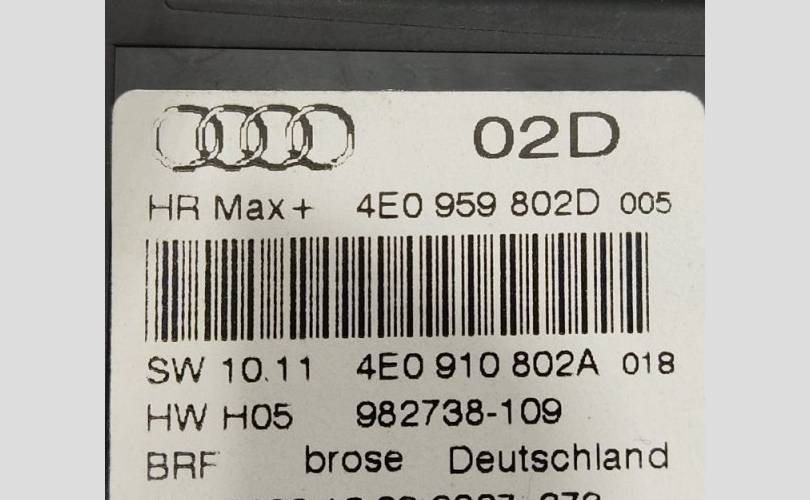 02D
HR Max+ 4E0 959 802D 005
SW 10.11 4E0 910 802A 018
HW H05 982738-109
brose Deutschland